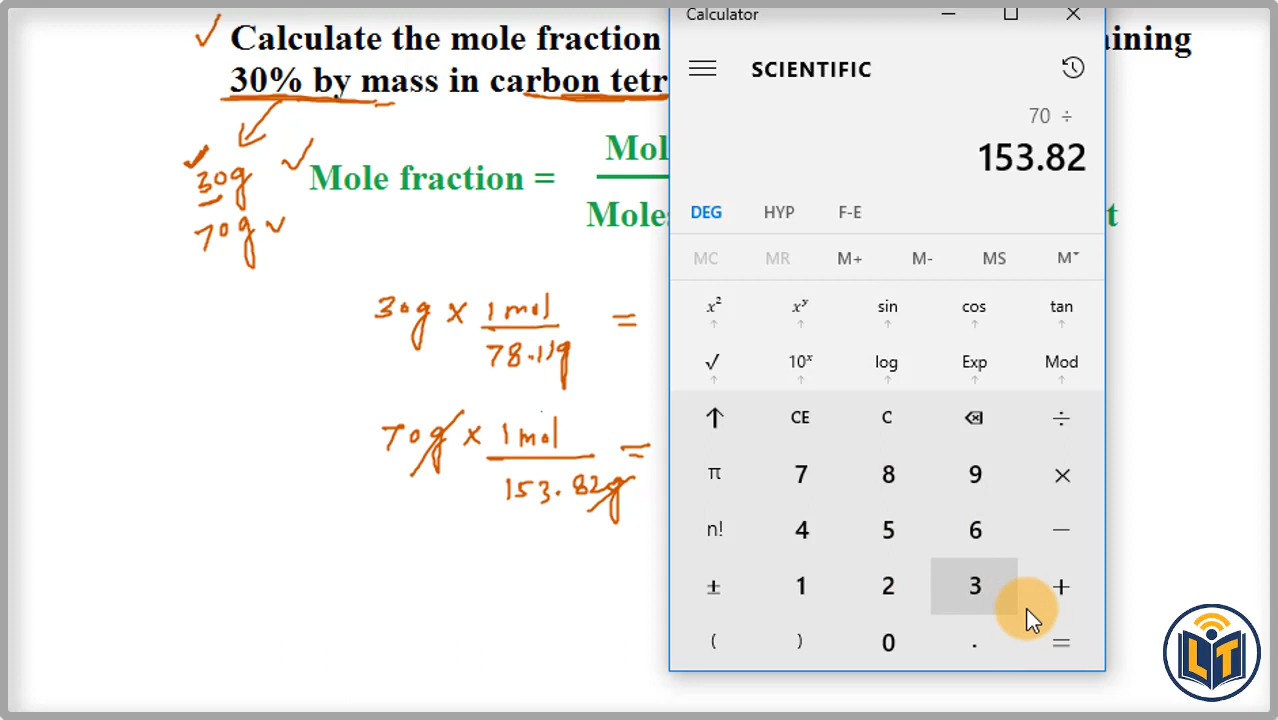 Calculate the mole fraction
aining
30% by mass in carbon tetr
30g
70g
Mole fraction =
Mol
Moles
t
30g × 1 mol =
78.11g
70g × 1 mol =
153.82g
Calculator
SCIENTIFIC
70 ÷
153.82
DEG HYP F-E
MC MR M+ M- MS M˅
x² xʸ sin cos tan
√ 10ˣ log Exp Mod
↑ CE C ⌫ ÷
π 7 8 9 ×
n! 4 5 6 −
± 1 2 3 +
( ) 0 . =
LT